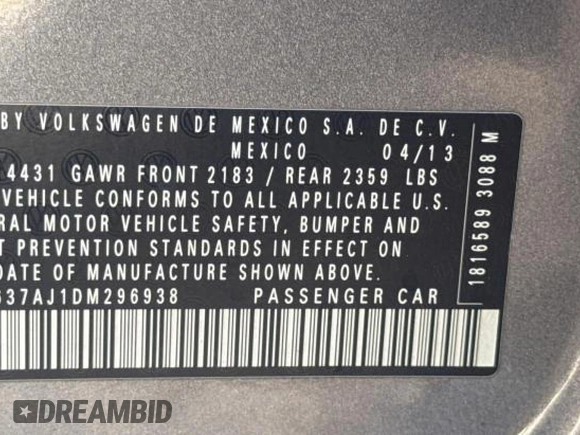 BY VOLKSWAGEN DE MEXICO S.A. DE C.V.
MEXICO 04/13
4431 GAWR FRONT 2183 / REAR 2359 LBS
VEHICLE CONFORMS TO ALL APPLICABLE U.S.
RAL MOTOR VEHICLE SAFETY, BUMPER AND
T PREVENTION STANDARDS IN EFFECT ON
DATE OF MANUFACTURE SHOWN ABOVE.
637AJ1DM296938 PASSENGER CAR
1816589 3088 M
DREAMBID